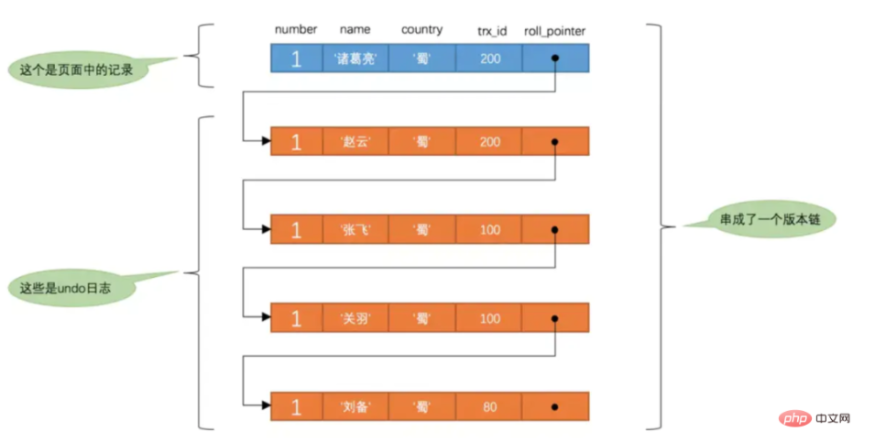 number name country trx_id roll_pointer
1 '诸葛亮' '蜀' 200
这个是页面中的记录
1 '赵云' '蜀' 200
1 '张飞' '蜀' 100
串成了一个版本链
这些是undo日志
1 '关羽' '蜀' 100
1 '刘备' '蜀' 80
php 中文网